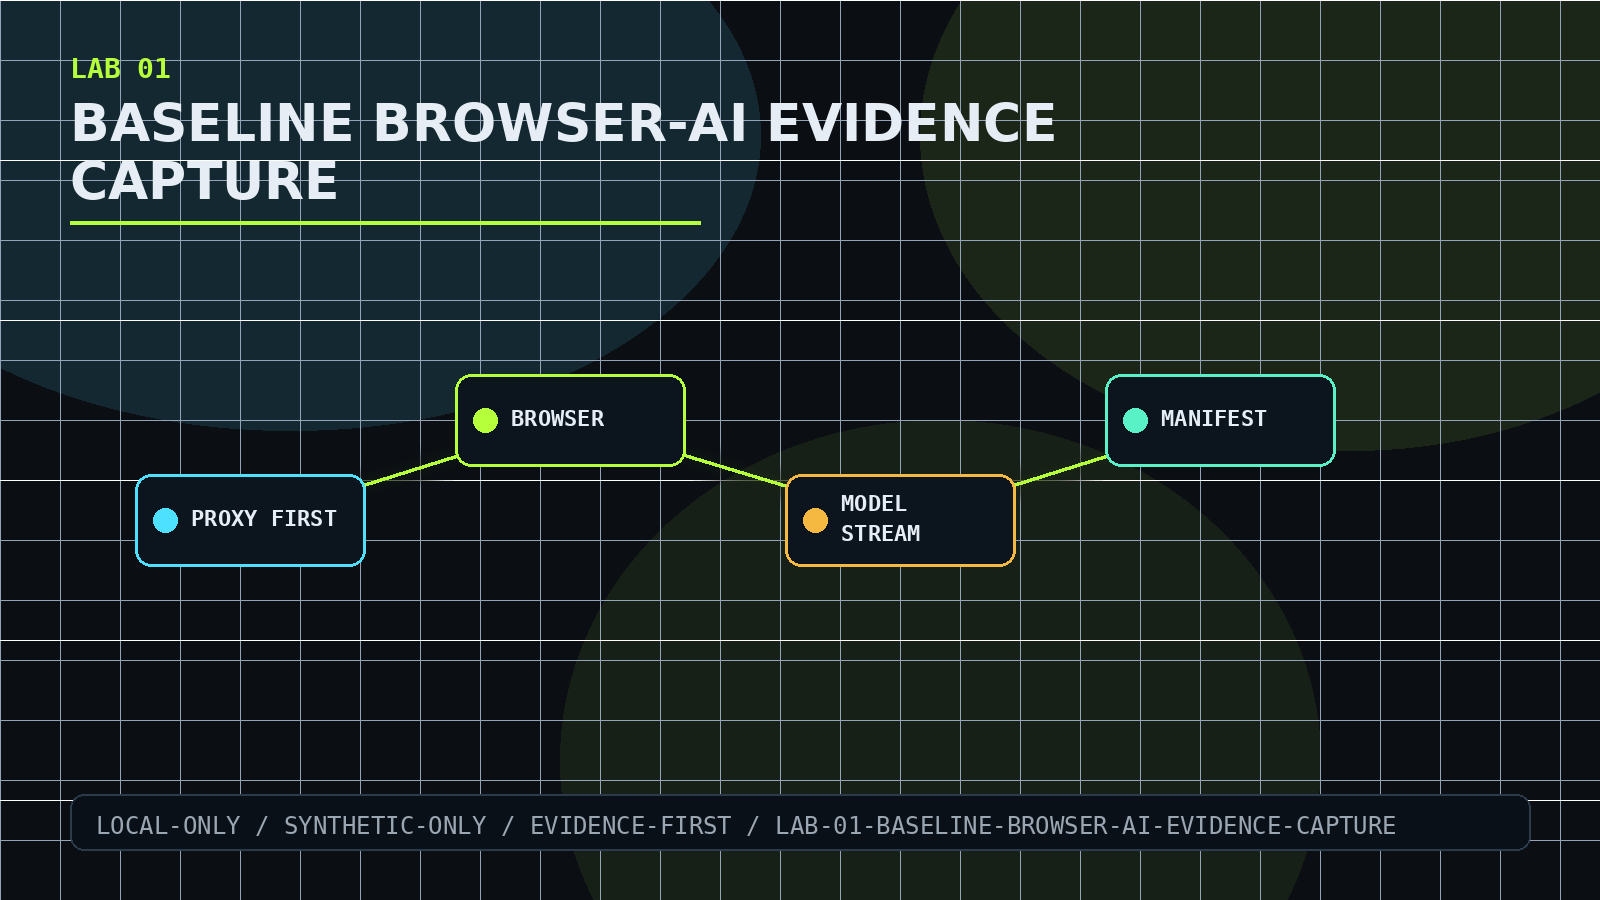 LAB 01
BASELINE BROWSER-AI EVIDENCE
CAPTURE
BROWSER
MANIFEST
PROXY FIRST
MODEL
STREAM
LOCAL-ONLY / SYNTHETIC-ONLY / EVIDENCE-FIRST / LAB-01-BASELINE-BROWSER-AI-EVIDENCE-CAPTURE